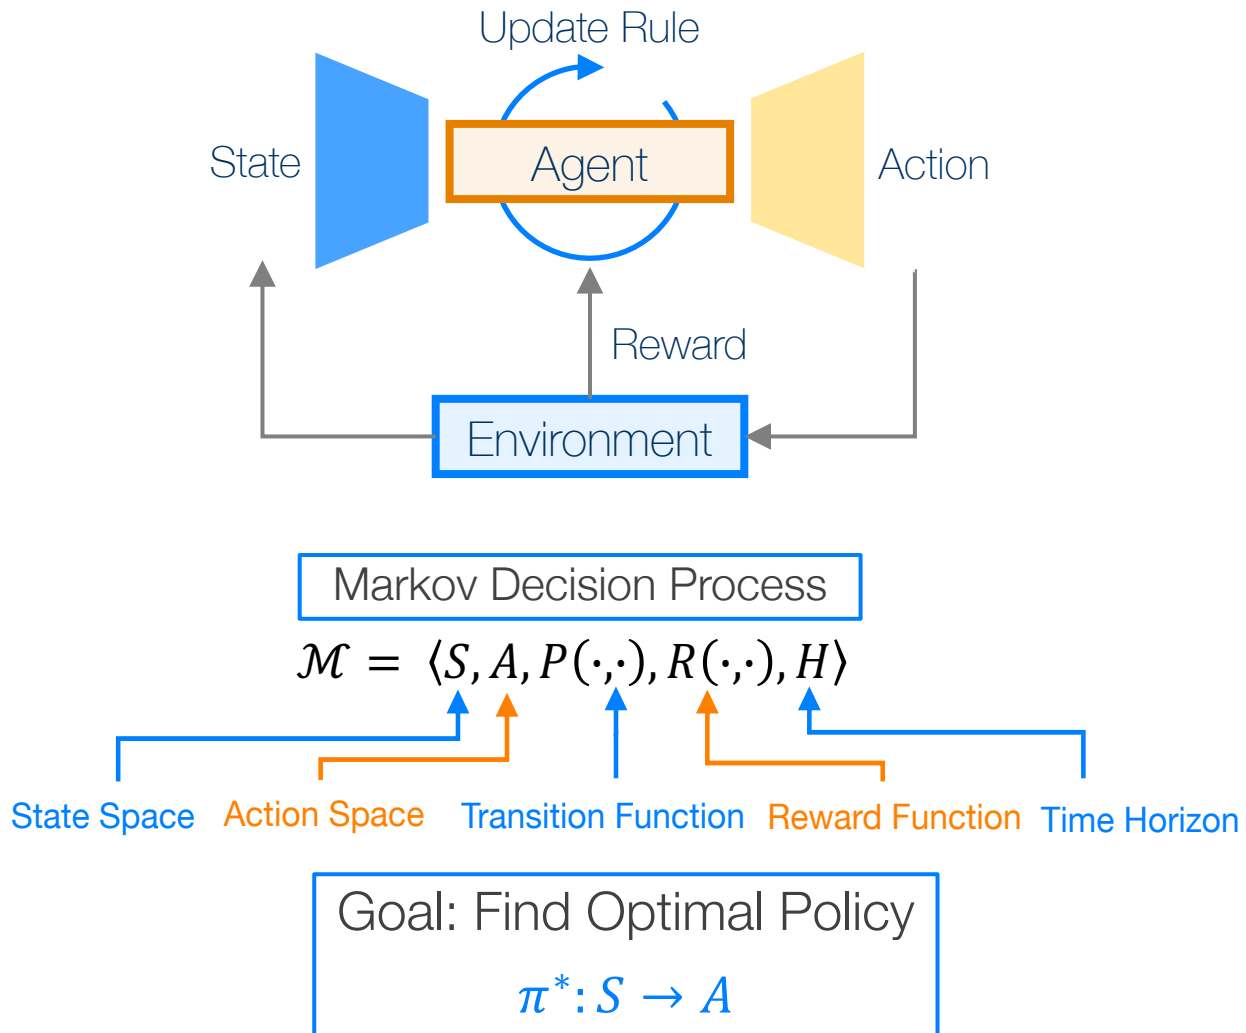 Update Rule
State
Agent
Action
Reward
Environment
Markov Decision Process
ℳ = ⟨S, A, P(·,·), R(·,·), H⟩
State Space Action Space Transition Function Reward Function Time Horizon
Goal: Find Optimal Policy
π*: S → A